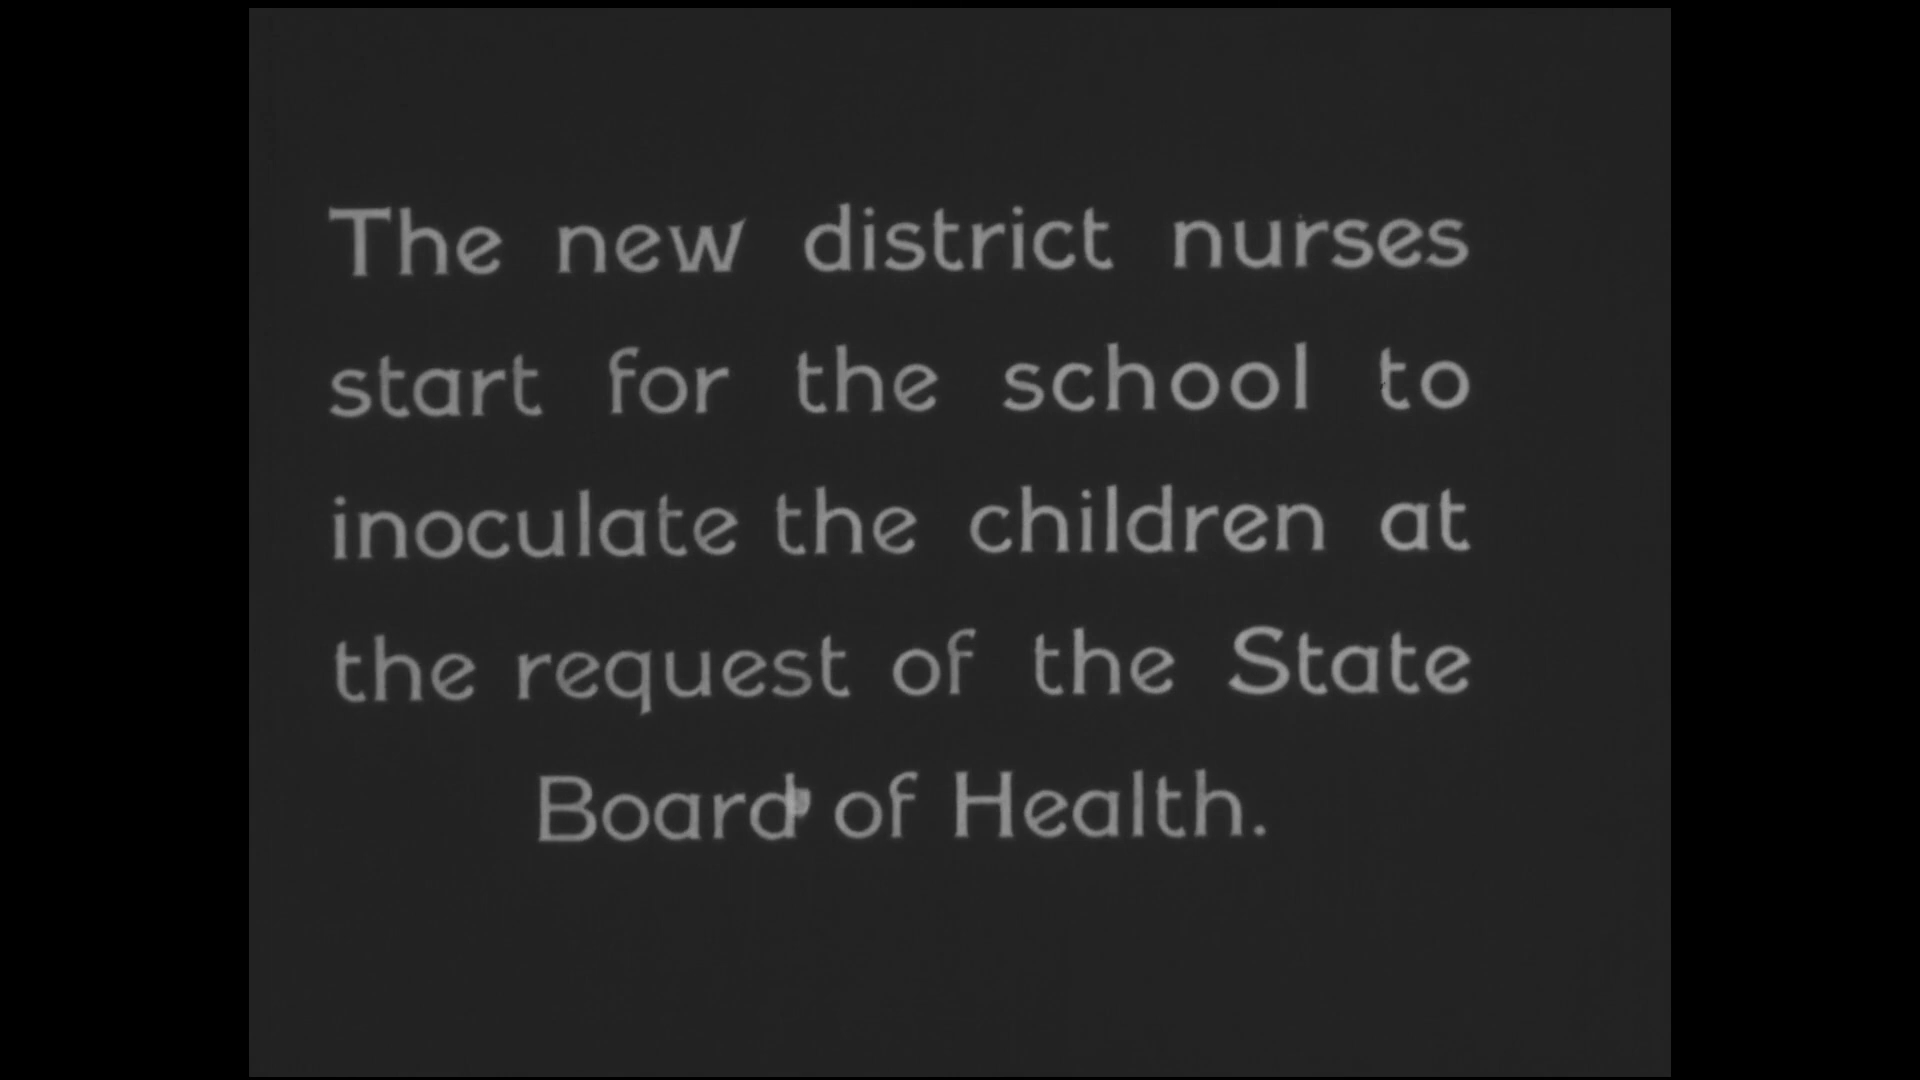 The new district nurses
start for the school to
inoculate the children at
the request of the State
Board of Health.